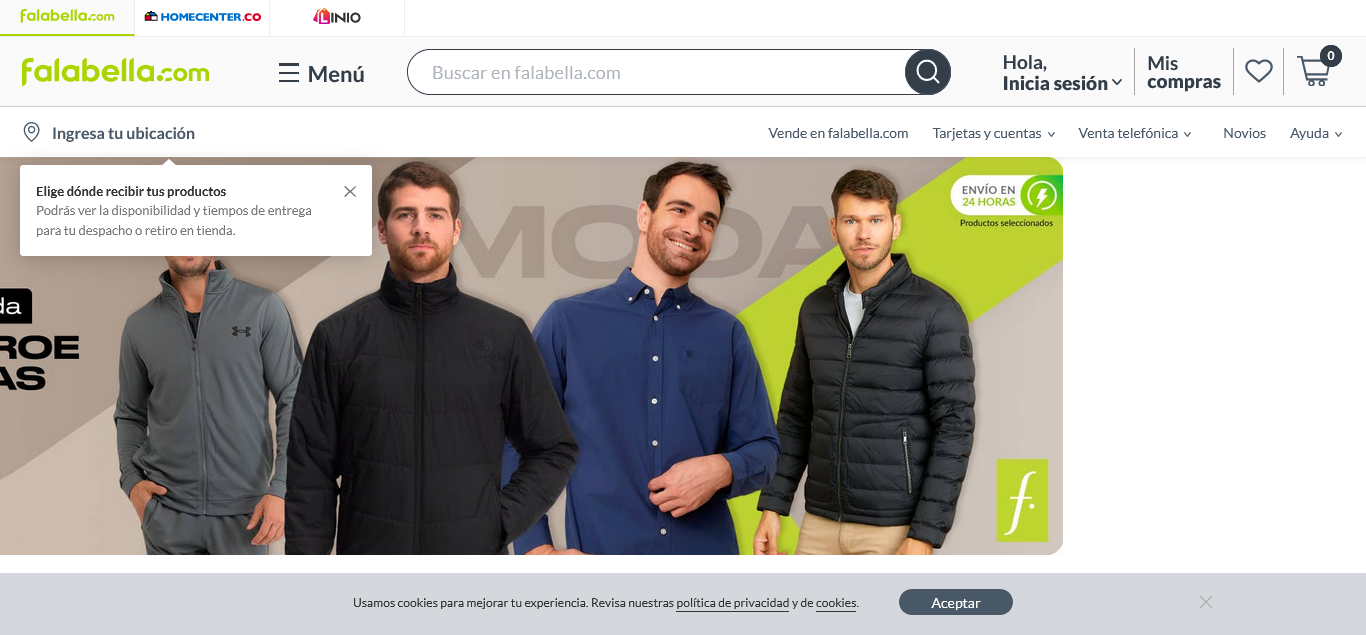 falabella.com
HOMECENTER.CO
LINIO
falabella.com
Menú
Buscar en falabella.com
Hola,
Inicia sesión
Mis
compras
0
Ingresa tu ubicación
Vende en falabella.com
Tarjetas y cuentas
Venta telefónica
Novios
Ayuda
Elige dónde recibir tus productos
Podrás ver la disponibilidad y tiempos de entrega
para tu despacho o retiro en tienda.
MODA
ENVÍO EN
24 HORAS
Productos seleccionados
da
ROE
AS
f.
Usamos cookies para mejorar tu experiencia. Revisa nuestras política de privacidad y de cookies.
Aceptar